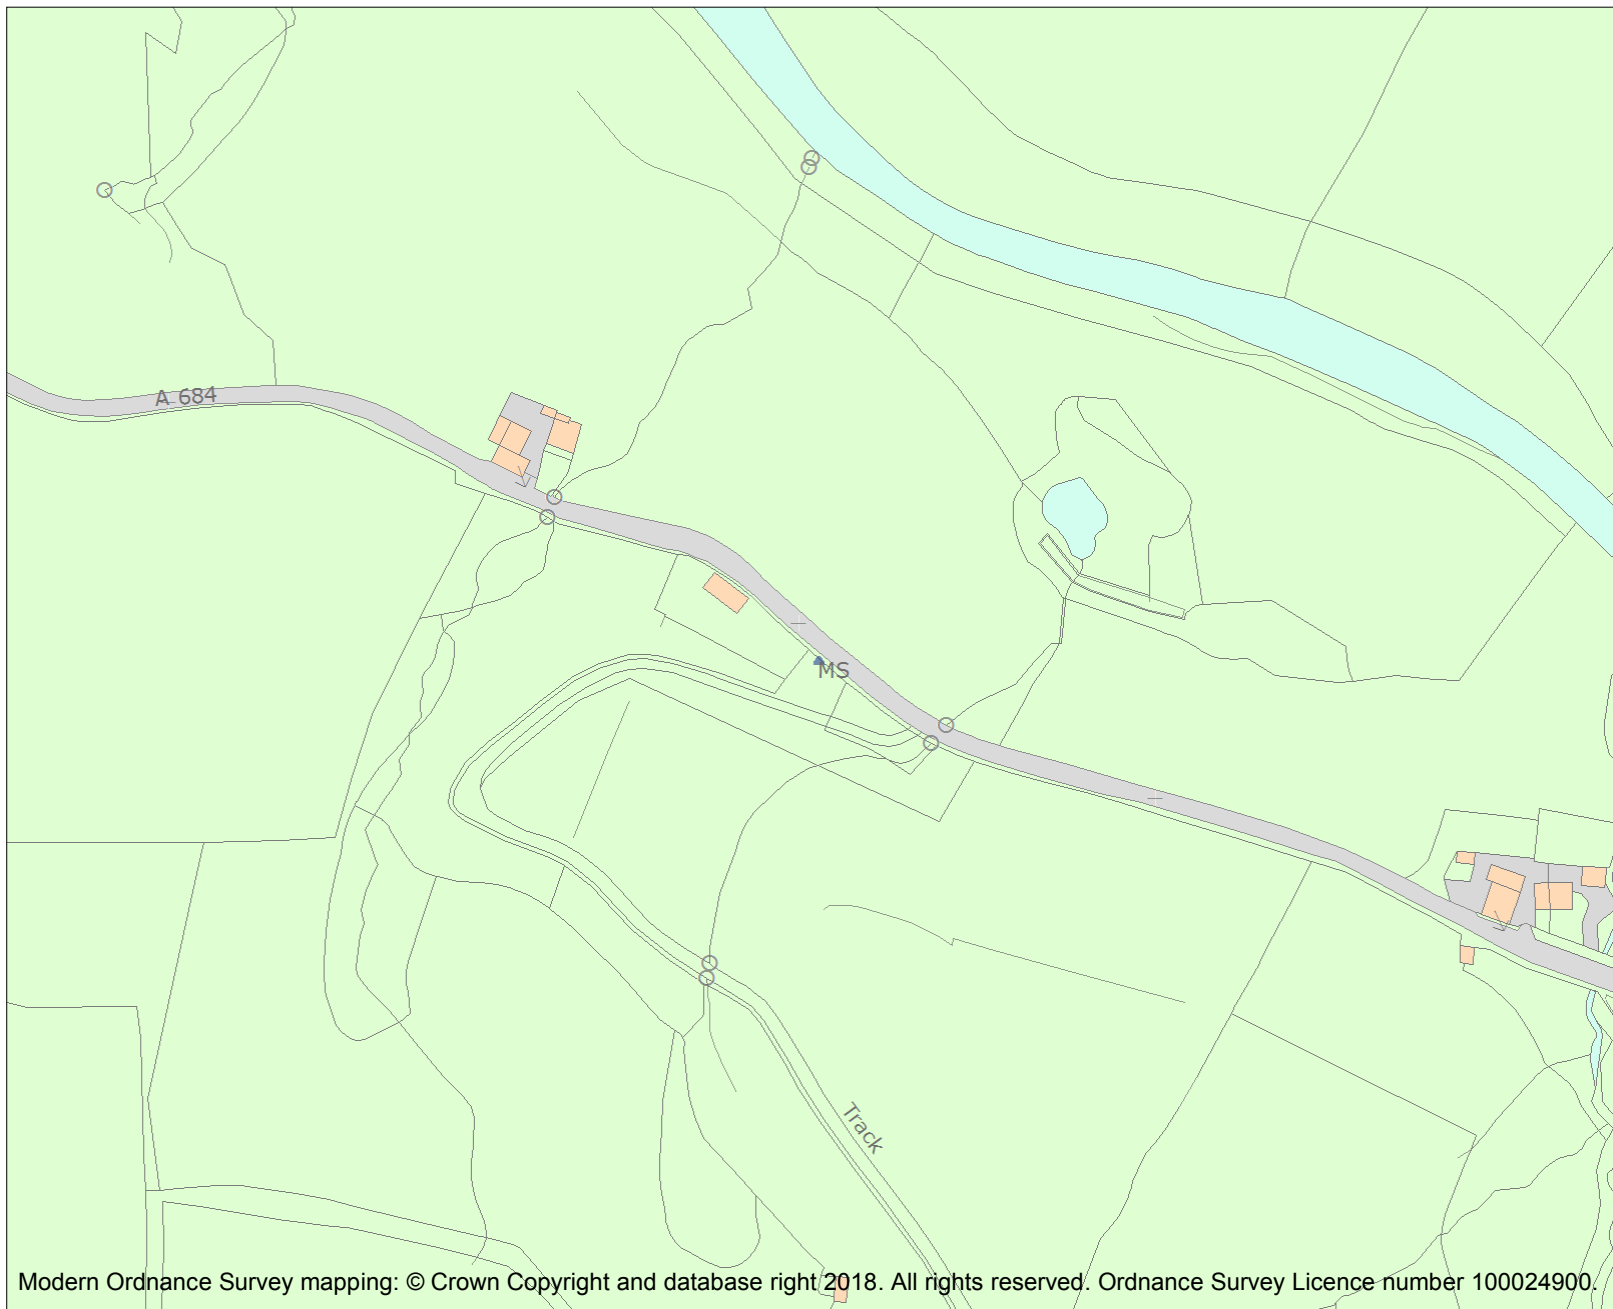 A 684
MS
Track
Modern Ordnance Survey mapping: © Crown Copyright and database right 2018. All rights reserved. Ordnance Survey Licence number 100024900.